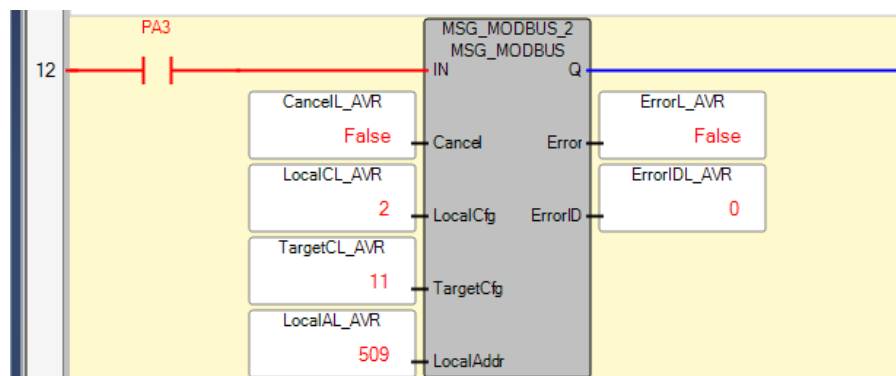 PA3
MSG_MODBUS_2
MSG_MODBUS
12
IN
Q
CancelL_AVR
False
Cancel
ErrorL_AVR
False
Error
LocalCL_AVR
2
LocalCfg
ErrorIDL_AVR
0
ErrorID
TargetCL_AVR
11
TargetCfg
LocalAL_AVR
509
LocalAddr